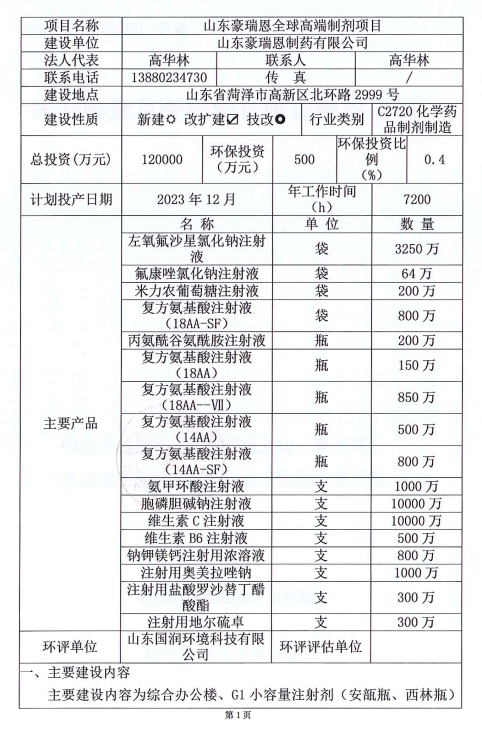 项目名称 山东豪瑞恩全球高端制剂项目
建设单位 山东豪瑞恩制药有限公司
法人代表 高华林 联系人 高华林
联系电话 13880234730 传 真 /
建设地点 山东省菏泽市高新区北环路 2999 号
建设性质 新建✡ 改扩建☑ 技改 行业类别 C2720 化学药
品制剂制造
总投资(万元) 120000 环保投资
（万元） 500 环保投资比
例
（%） 0.4
计划投产日期 2023 年 12 月 年工作时间
（h） 7200
主要产品 名 称 单 位 数 量
左氧氟沙星氯化钠注射
液 袋 3250 万
氟康唑氯化钠注射液 袋 64 万
米力农葡萄糖注射液 袋 200 万
复方氨基酸注射液
（18AA-SF） 袋 800 万
丙氨酰谷氨酰胺注射液 瓶 200 万
复方氨基酸注射液
（18AA） 瓶 150 万
复方氨基酸注射液
（18AA--Ⅶ） 瓶 850 万
复方氨基酸注射液
（14AA） 瓶 500 万
复方氨基酸注射液
（14AA-SF） 瓶 800 万
氨甲环酸注射液 支 1000 万
胞磷胆碱钠注射液 支 10000 万
维生素 C 注射液 支 10000 万
维生素 B6 注射液 支 500 万
钠钾镁钙注射用浓溶液 支 800 万
注射用奥美拉唑钠 支 1000 万
注射用盐酸罗沙替丁醋
酸酯 支 300 万
注射用地尔硫卓 支 300 万
环评单位 山东国润环境科技有限
公司 环评评估单位
一、主要建设内容
主要建设内容为综合办公楼、G1 小容量注射剂（安瓿瓶、西林瓶）
第 1 页